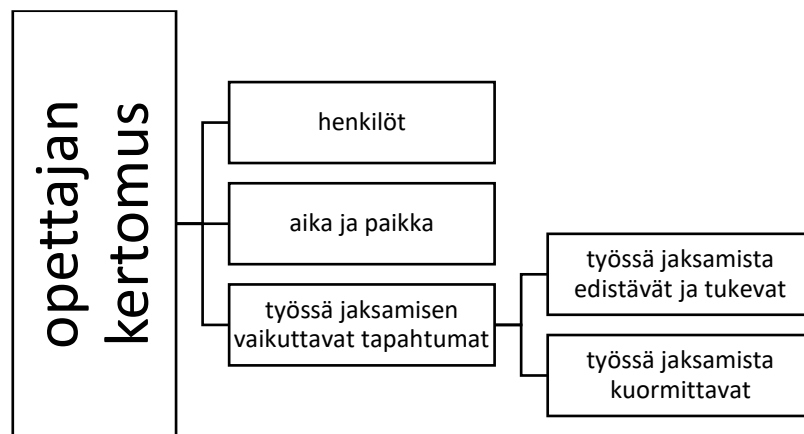 opettajan
kertomus
henkilöt
aika ja paikka
työssä jaksamisen
vaikuttavat tapahtumat
työssä jaksamista
edistävät ja tukevat
työssä jaksamista
kuormittavat